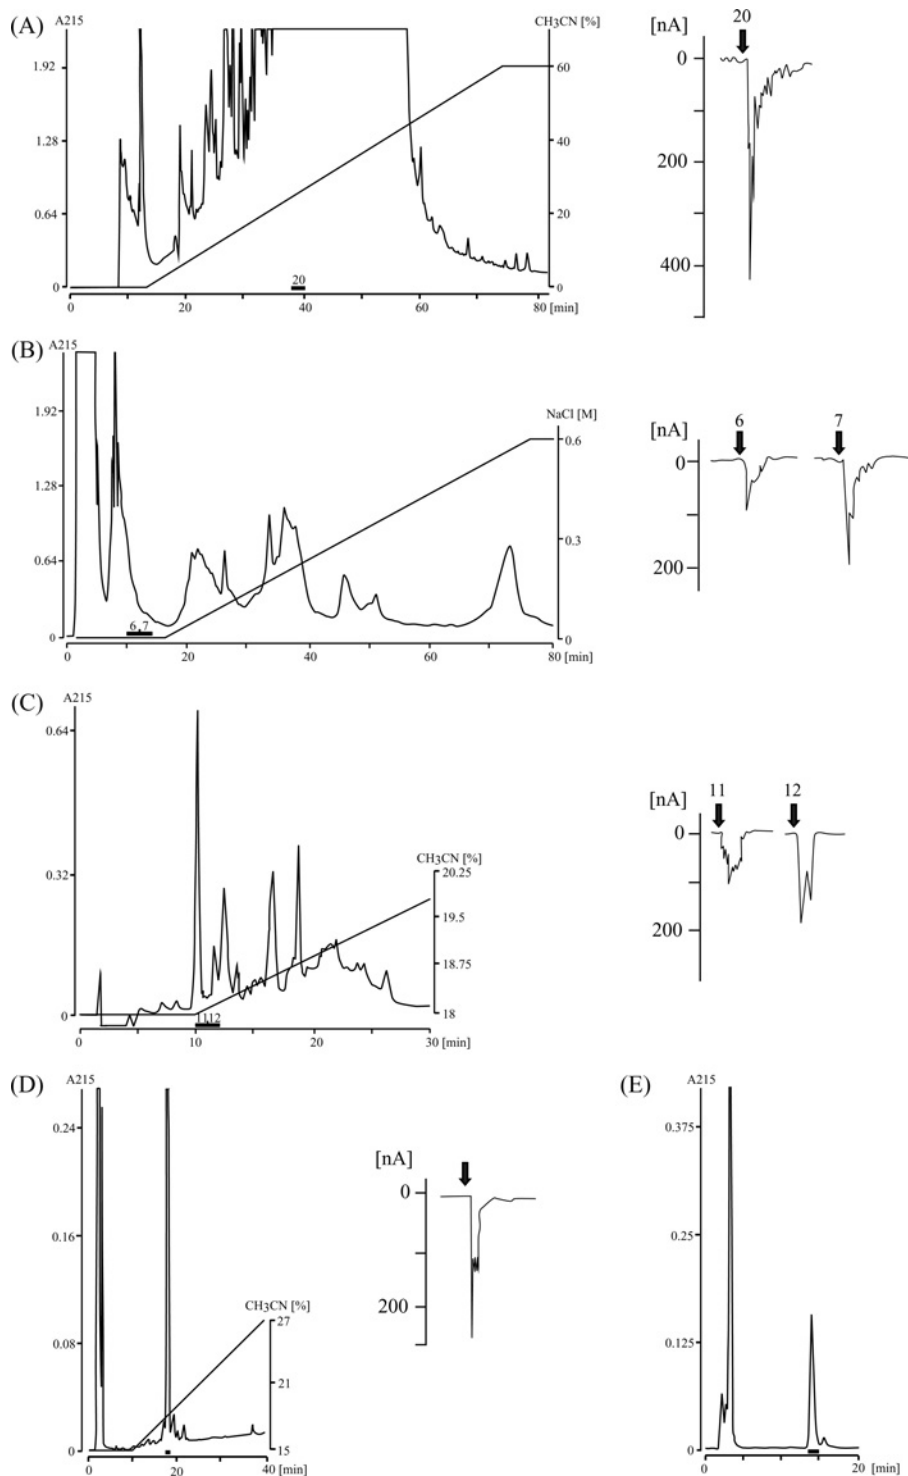 (A)
A215
CH3CN [%]
1.92
1.28
0.64
0
60
40
20
0
20
0
20
40
60
80
[min]
20
[nA]
0
200
400
(B)
A215
NaCl [M]
1.92
1.28
0.64
0
0.6
0.3
0
6 7
0
20
40
60
80
[min]
6
7
[nA]
0
200
(C)
A215
CH3CN [%]
0.64
0.32
0
20.25
19.5
18.75
18
1112
0
10
20
30 [min]
11
12
[nA]
0
200
(D)
A215
CH3CN [%]
0.24
0.16
0.08
0
27
21
15
0
20
40 [min]
[nA]
0
200
(E)
A215
0.375
0.25
0.125
0
0
20
[min]